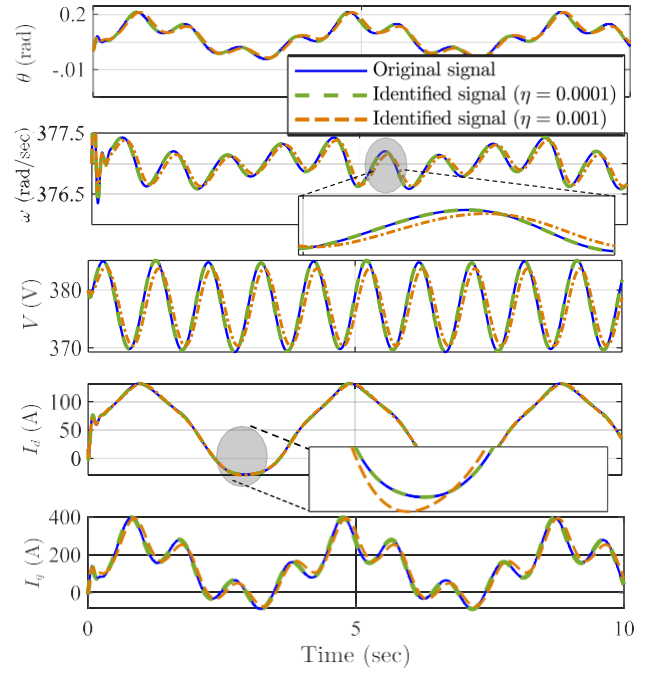 0.2
-.01
θ (rad)
Original signal
Identified signal (η = 0.0001)
Identified signal (η = 0.001)
377.5
376.5
ω (rad/sec)
380
370
V (V)
100
50
0
I_d (A)
400
200
0
I_q (A)
0 5 10
Time (sec)